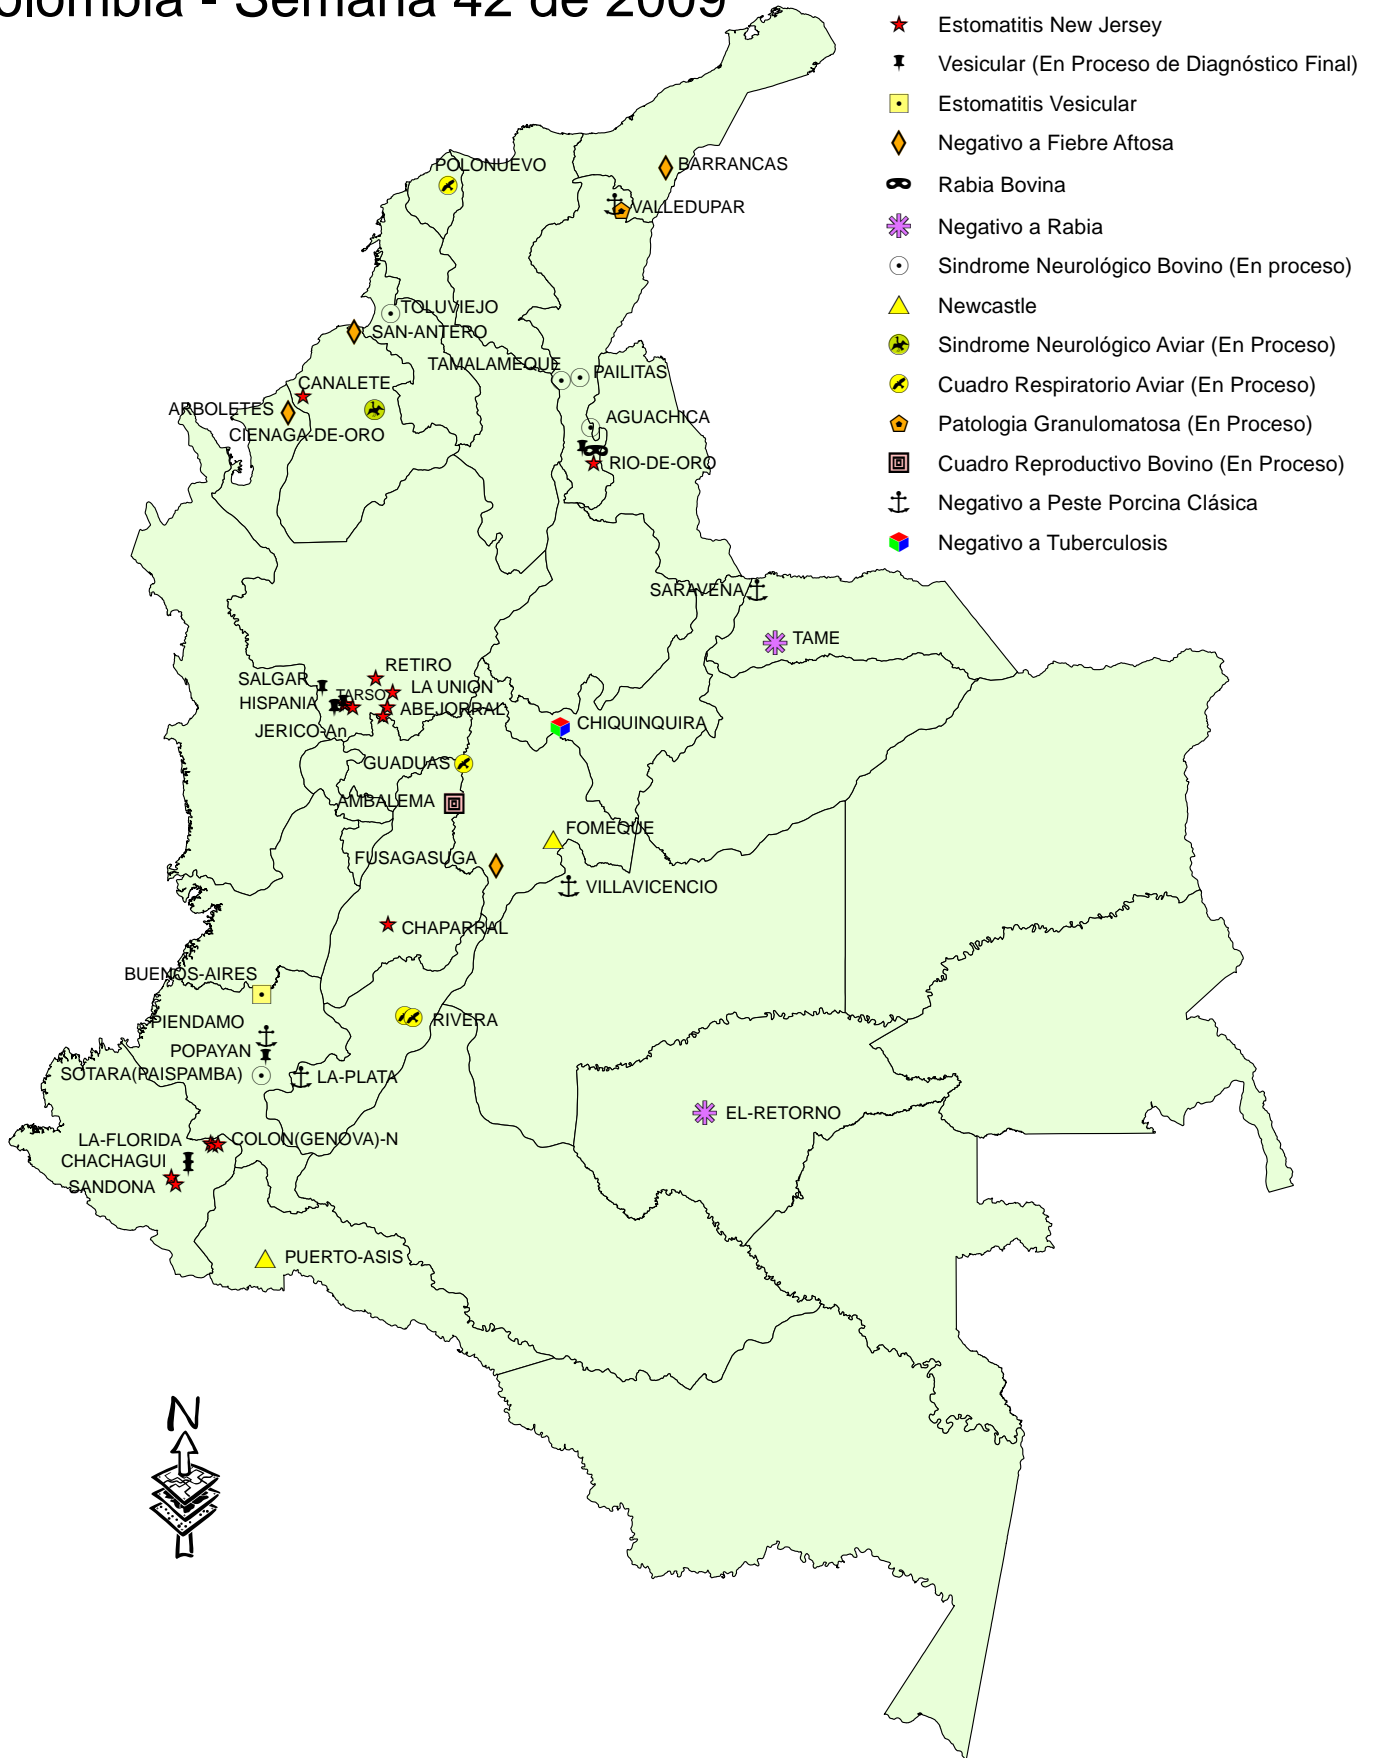 olombia - Semana 42 de 2009
Estomatitis New Jersey
Vesicular (En Proceso de Diagnóstico Final)
Estomatitis Vesicular
Negativo a Fiebre Aftosa
Rabia Bovina
Negativo a Rabia
Sindrome Neurológico Bovino (En proceso)
Newcastle
Sindrome Neurológico Aviar (En Proceso)
Cuadro Respiratorio Aviar (En Proceso)
Patologia Granulomatosa (En Proceso)
Cuadro Reproductivo Bovino (En Proceso)
Negativo a Peste Porcina Clásica
Negativo a Tuberculosis
POLONUEVO
BARRANCAS
VALLEDUPAR
TOLUVIEJO
SAN-ANTERO
TAMALAMEQUE
PAILITAS
CANALETE
ARBOLETES
AGUACHICA
CIENAGA-DE-ORO
RIO-DE-ORO
SARAVENA
TAME
RETIRO
SALGAR
LA UNION
TARSO
HISPANIA
ABEJORRAL
JERICO-An
CHIQUINQUIRA
GUADUAS
AMBALEMA
FOMEQUE
FUSAGASUGA
VILLAVICENCIO
CHAPARRAL
BUENOS-AIRES
PIENDAMO
RIVERA
POPAYAN
SOTARA(PAISPAMBA)
LA-PLATA
EL-RETORNO
LA-FLORIDA
COLON(GENOVA)-N
CHACHAGUI
SANDONA
PUERTO-ASIS
N